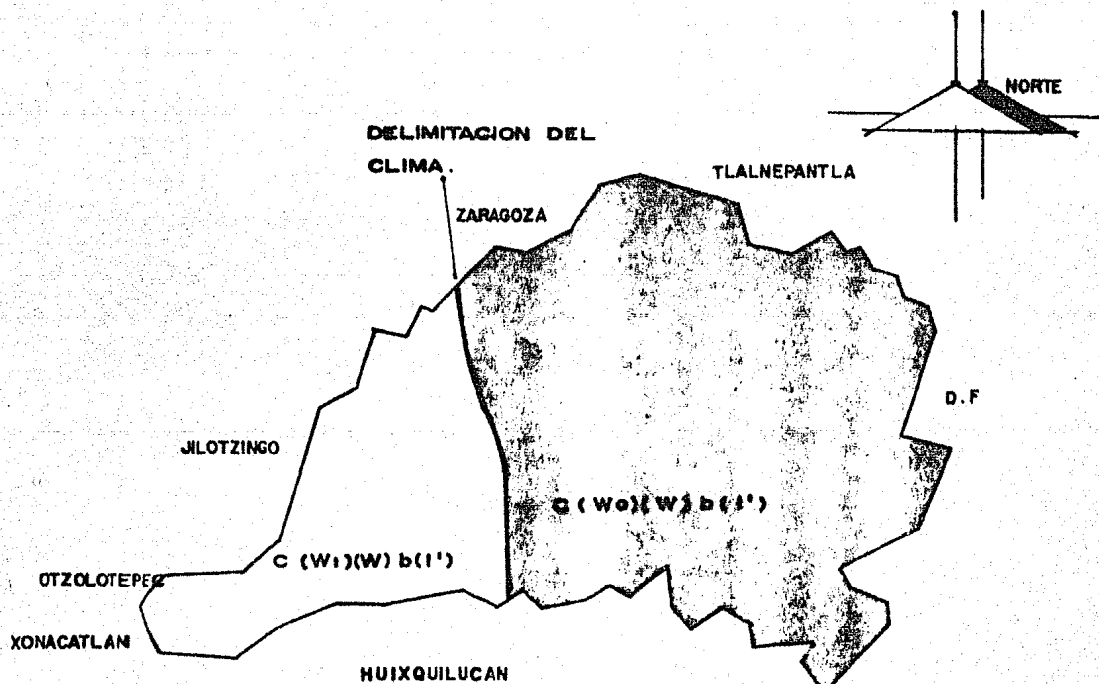 NORTE
DELIMITACION DEL
CLIMA.
TLALNEPANTLA
ZARAGOZA
D.F
JILOTZINGO
C (Wo)(W) b(i')
C (W1)(W) b(i')
OTZOLOTEPEC
XONACATLAN
HUIXQUILUCAN